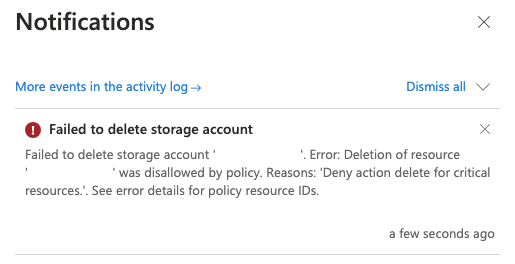 Notifications
More events in the activity log →
Dismiss all
Failed to delete storage account
Failed to delete storage account ' '. Error: Deletion of resource
' ' was disallowed by policy. Reasons: 'Deny action delete for critical
resources.'. See error details for policy resource IDs.
a few seconds ago